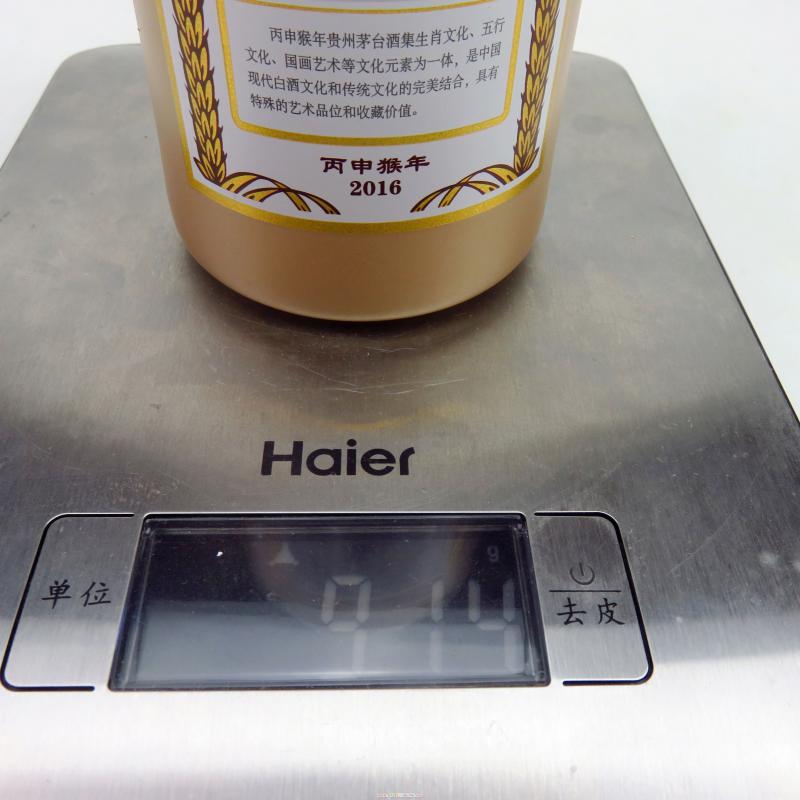 丙申猴年贵州茅台酒集生肖文化、五行
文化、国画艺术等文化元素为一体，是中国
现代白酒文化和传统文化的完美结合，具有
特殊的艺术品位和收藏价值。
丙申猴年
2016
Haier
g
914
单位
去皮